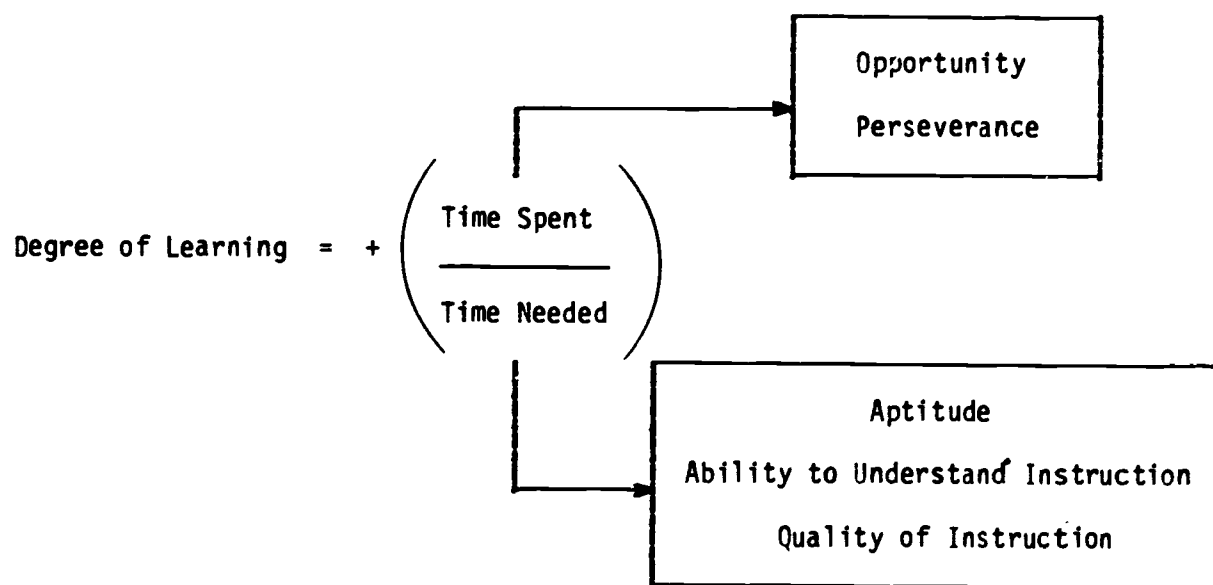 Opportunity
Perseverance
Time Spent
Degree of Learning = +
Time Needed
Aptitude
Ability to Understand Instruction
Quality of Instruction